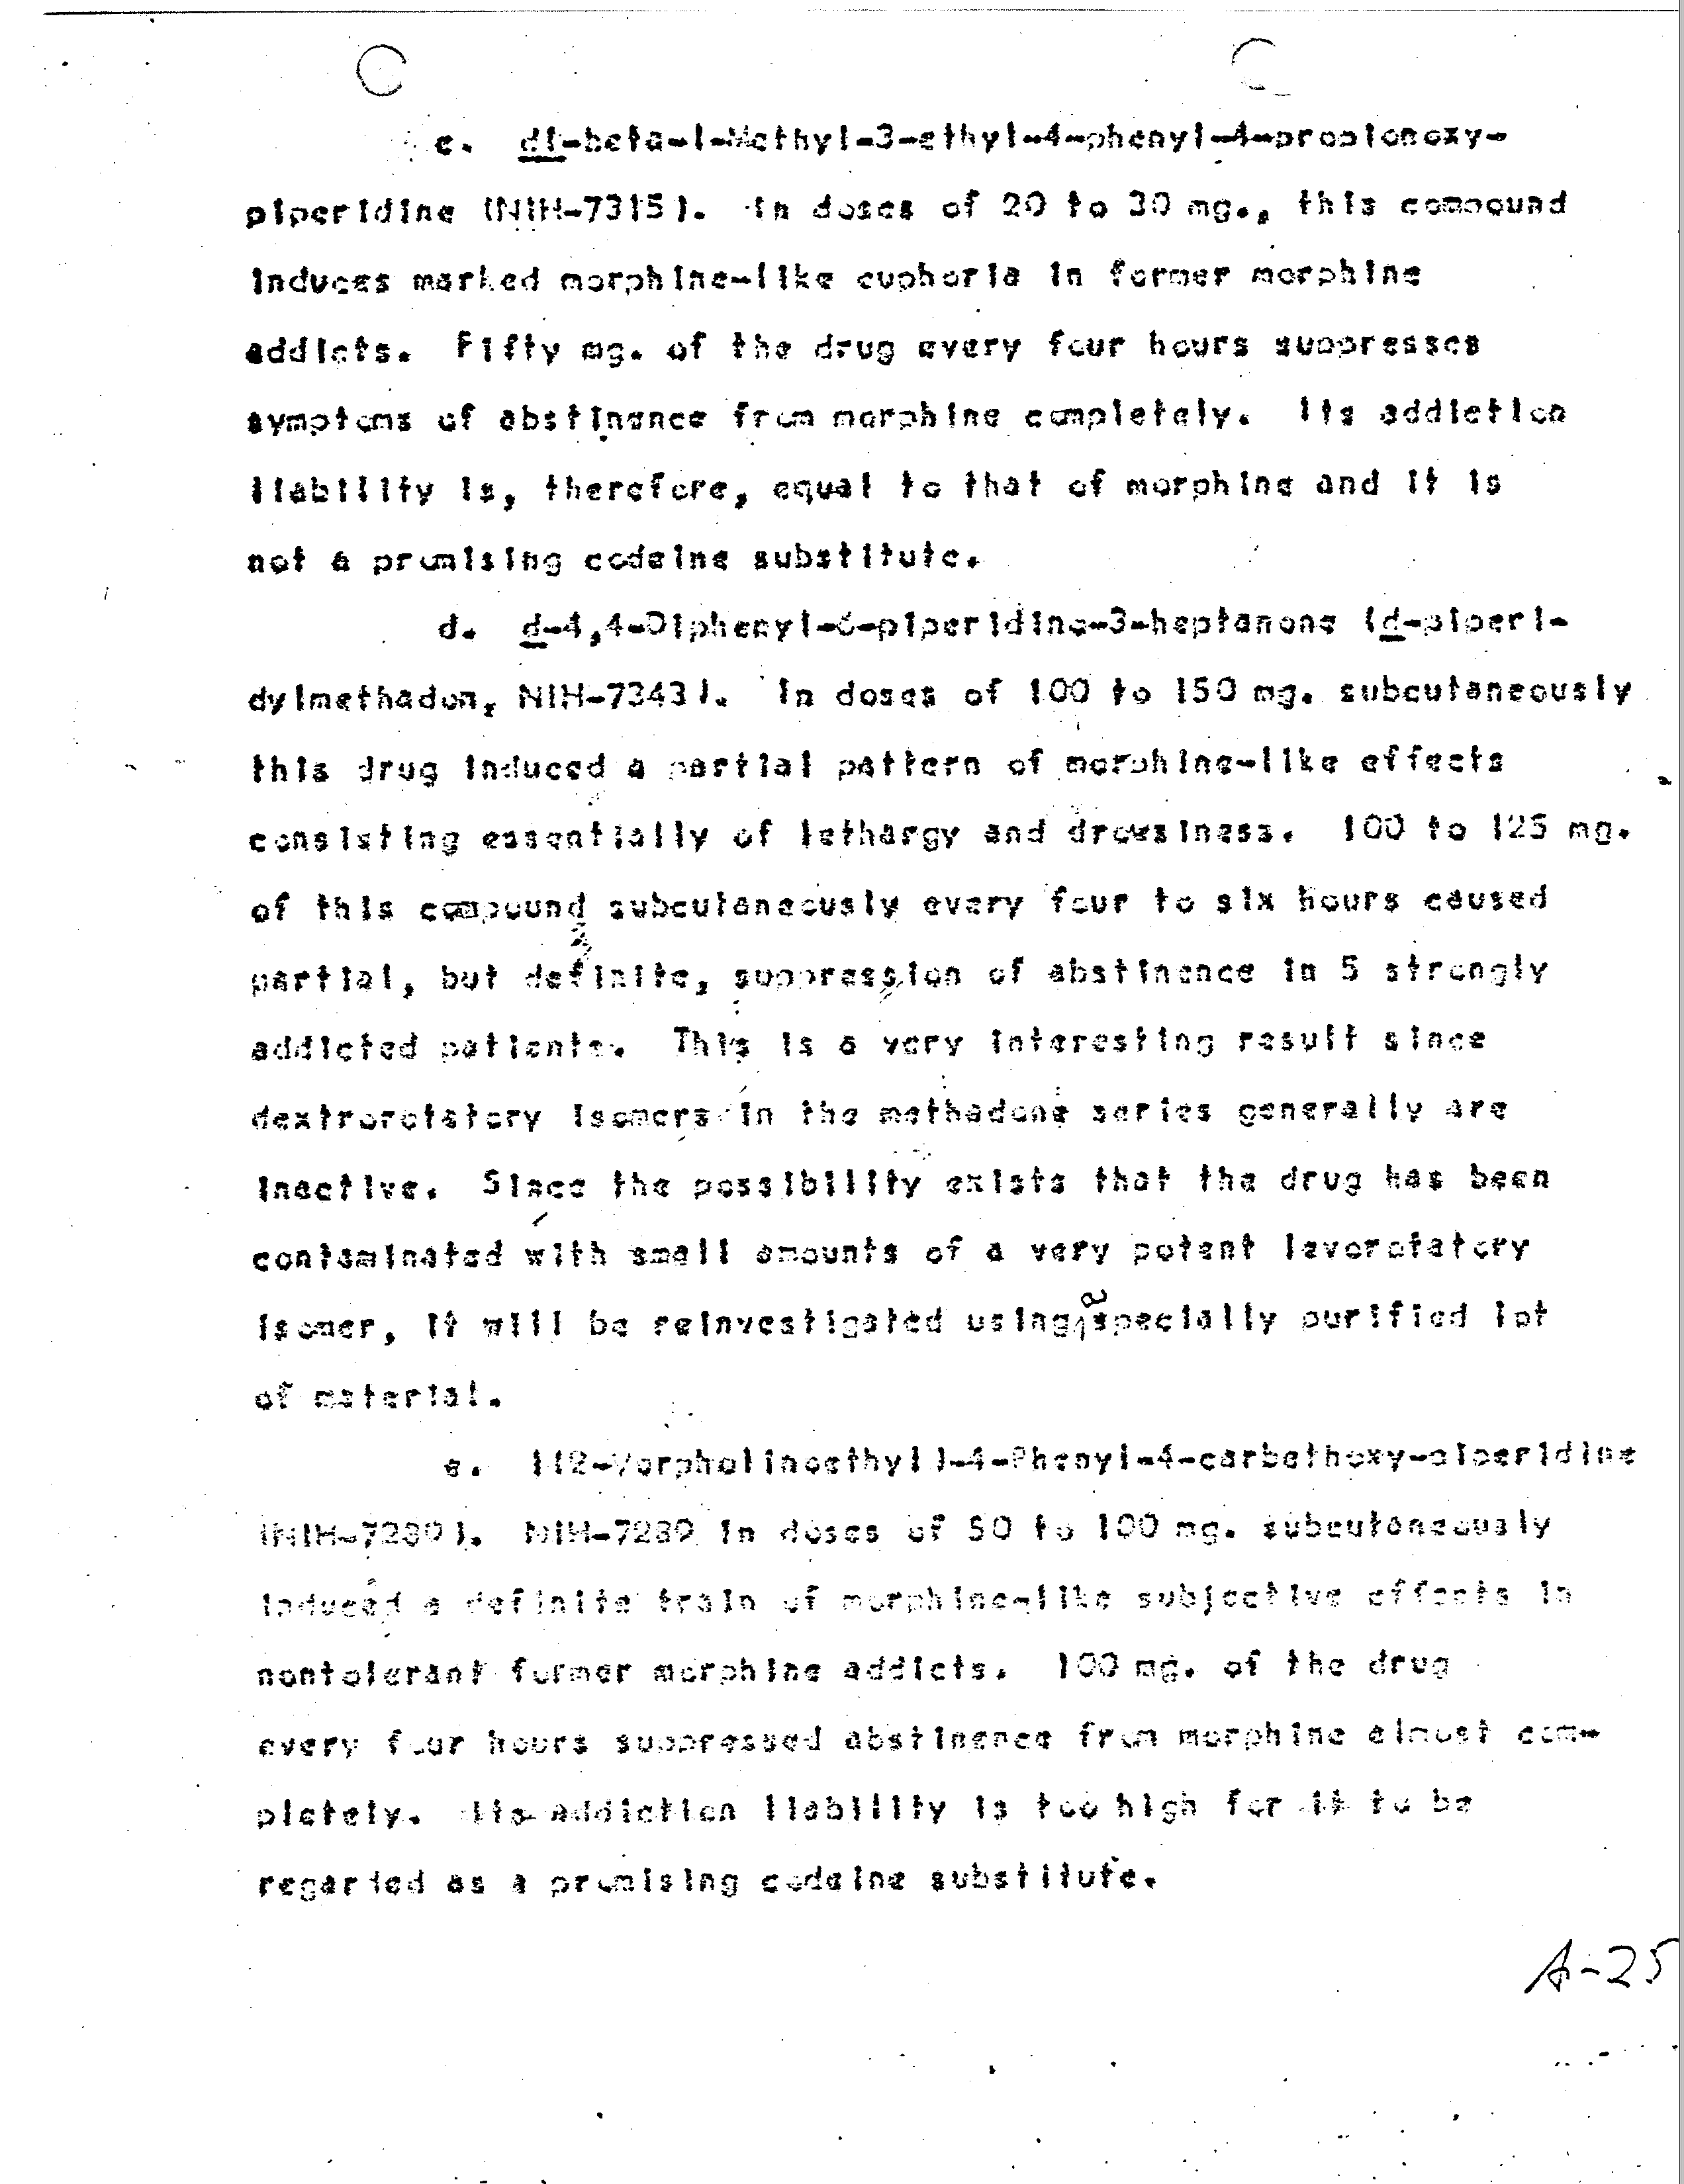 c. dl-beta-1-Methyl-3-ethyl-4-phenyl-4-propionoxy-
piperidine (NIH-7315). In doses of 20 to 30 mg., this compound
induces marked morphine-like euphoria in former morphine
addicts. Fifty mg. of the drug every four hours suppresses
symptoms of abstinence from morphine completely. Its addiction
liability is, therefore, equal to that of morphine and it is
not a promising codeine substitute.
d. d-4,4-Diphenyl-6-piperidine-3-heptanone (d-piperi-
dylmethadon, NIH-7343). In doses of 100 to 150 mg. subcutaneously
this drug induced a partial pattern of morphine-like effects
consisting essentially of lethargy and drowsiness. 100 to 125 mg.
of this compound subcutaneously every four to six hours caused
partial, but definite, suppression of abstinence in 5 strongly
addicted patients. This is a very interesting result since
dextrorotatory isomers in the methadone series generally are
inactive. Since the possibility exists that the drug has been
contaminated with small amounts of a very potent levorotatory
isomer, it will be reinvestigated using a specially purified lot
of material.
e. 1(2-Morpholinoethyl)-4-Phenyl-4-carbethoxy-piperidine
(NIH-7289). NIH-7289 in doses of 50 to 100 mg. subcutaneously
induced a definite train of morphine-like subjective effects in
nontolerant former morphine addicts. 100 mg. of the drug
every four hours suppressed abstinence from morphine almost com-
pletely. Its addiction liability is too high for it to be
regarded as a promising codeine substitute.
A-25